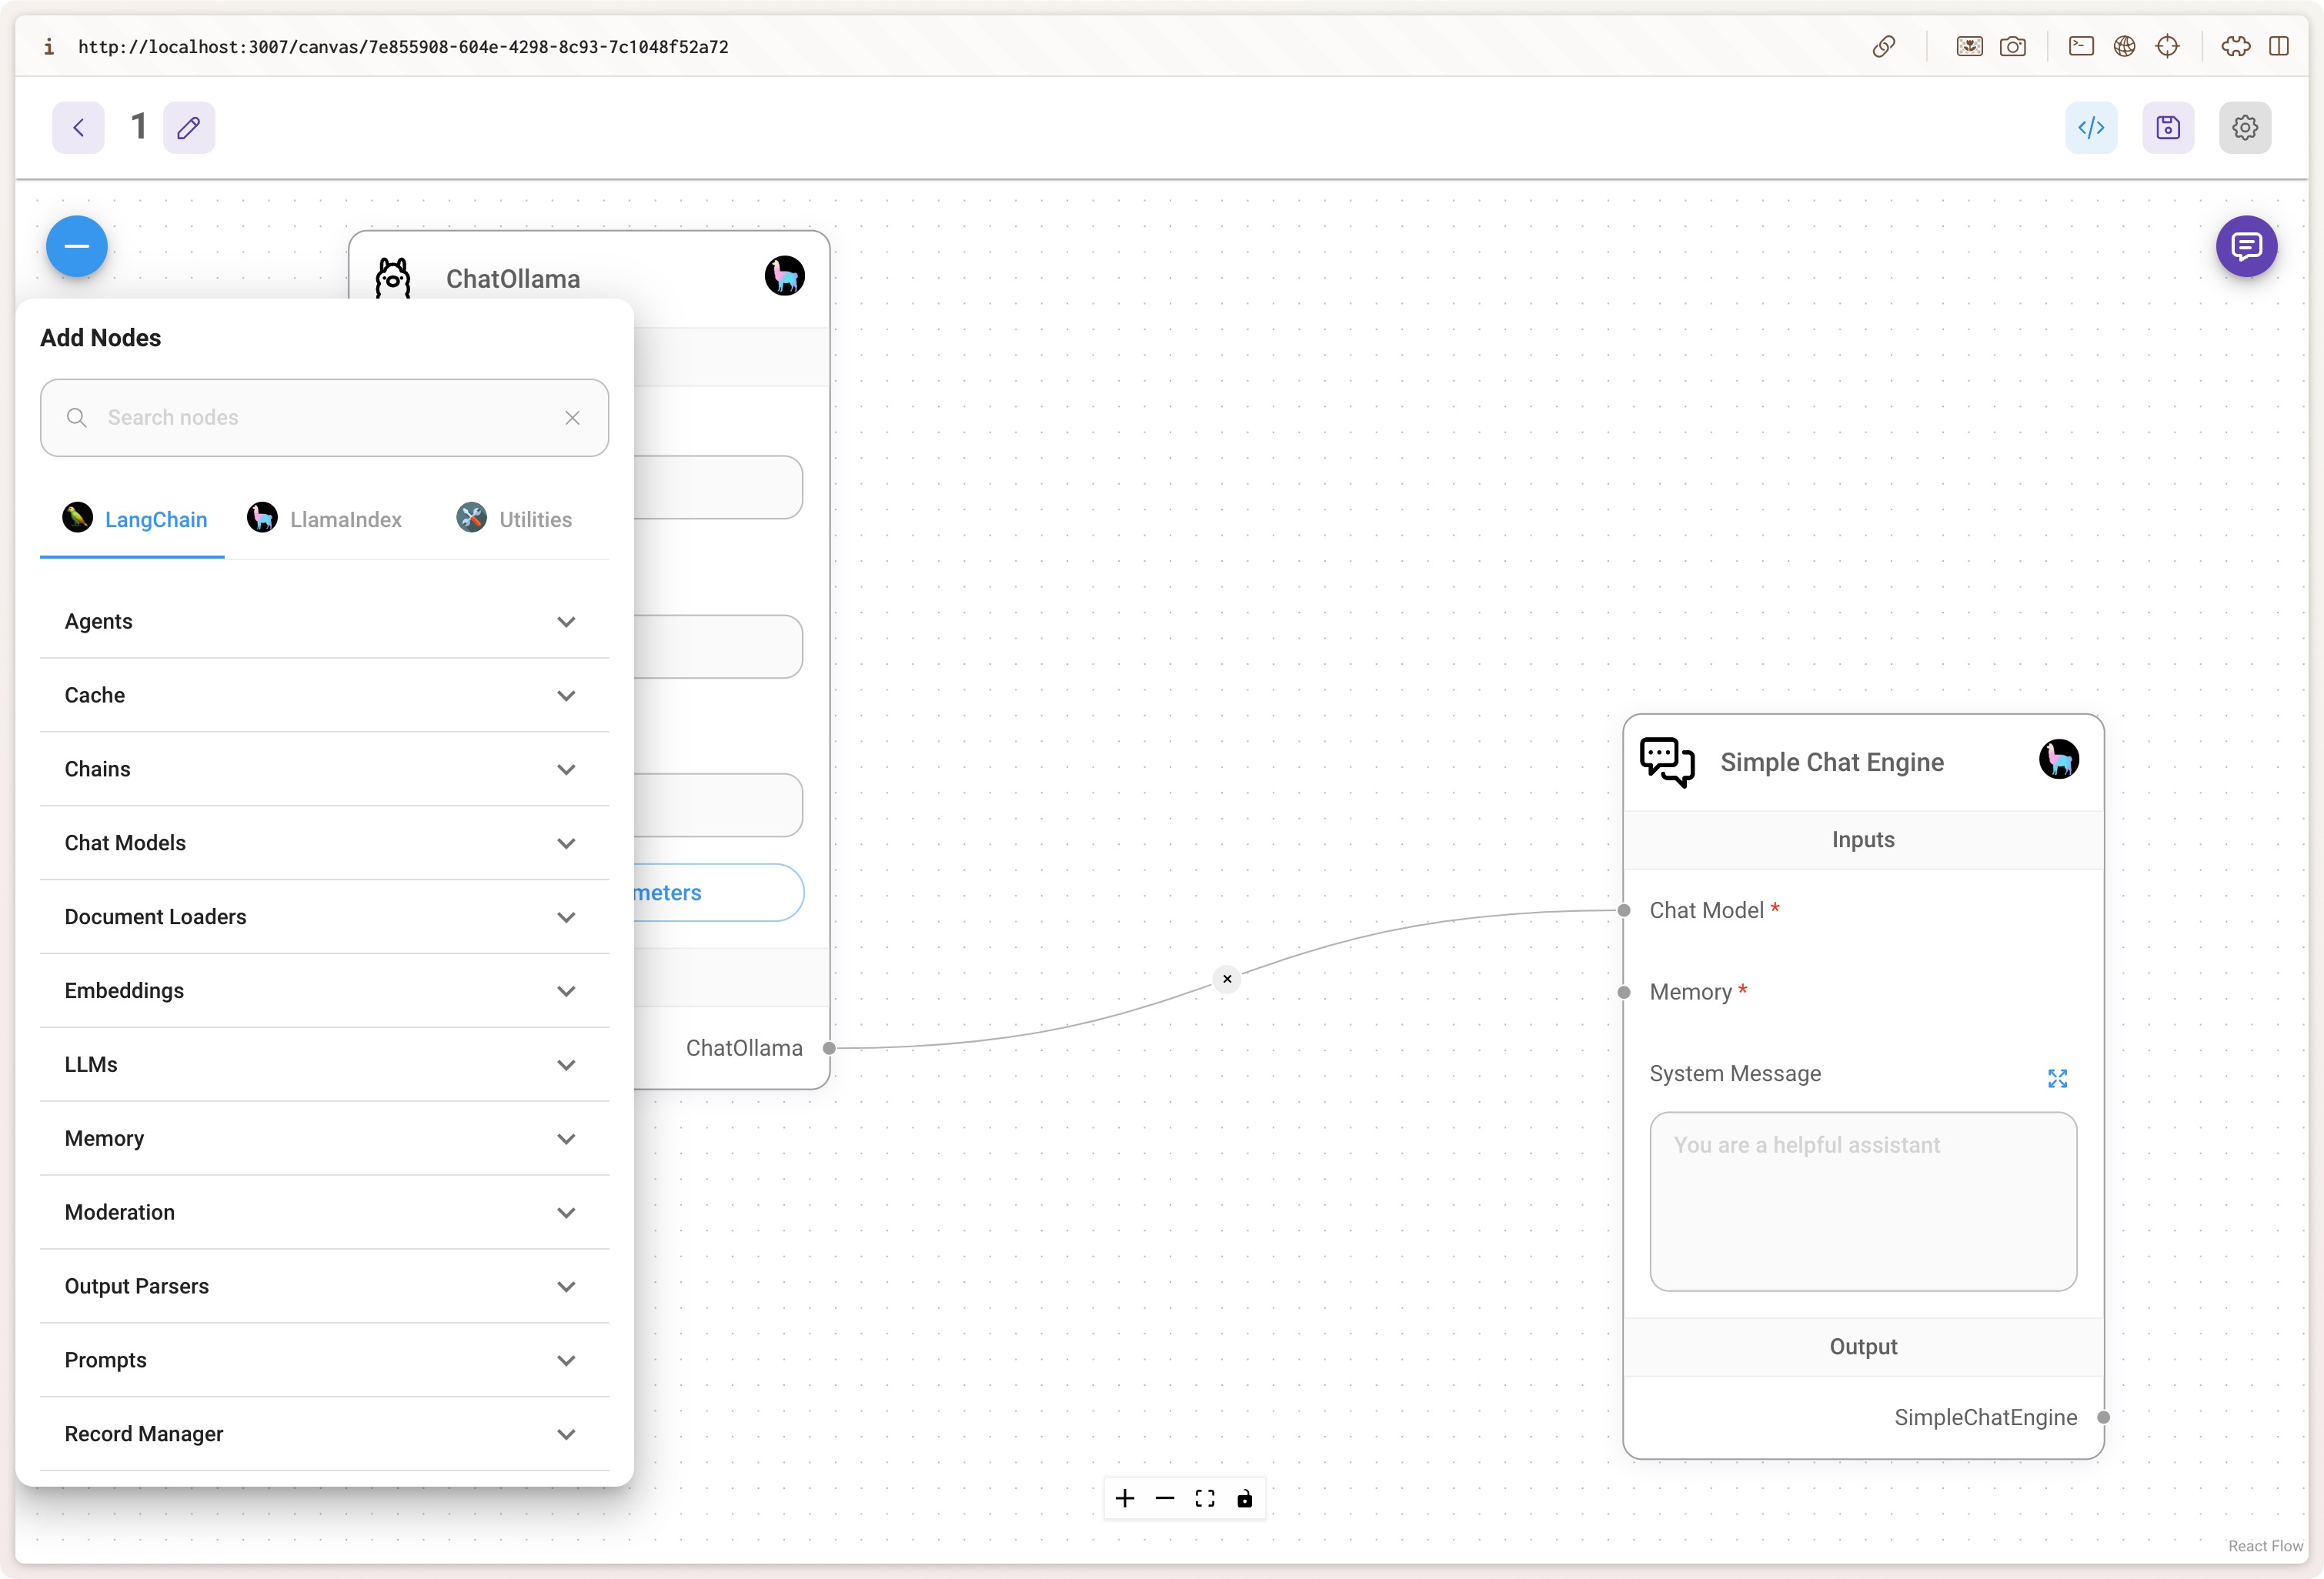 http://localhost:3007/canvas/7e855908-604e-4298-8c93-7c1048f52a72
1
ChatOllama
Add Nodes
Search nodes
LangChain
LlamaIndex
Utilities
Agents
Cache
Chains
Chat Models
Document Loaders
Embeddings
LLMs
Memory
Moderation
Output Parsers
Prompts
Record Manager
meters
ChatOllama
Simple Chat Engine
Inputs
Chat Model *
Memory *
System Message
You are a helpful assistant
Output
SimpleChatEngine
React Flow